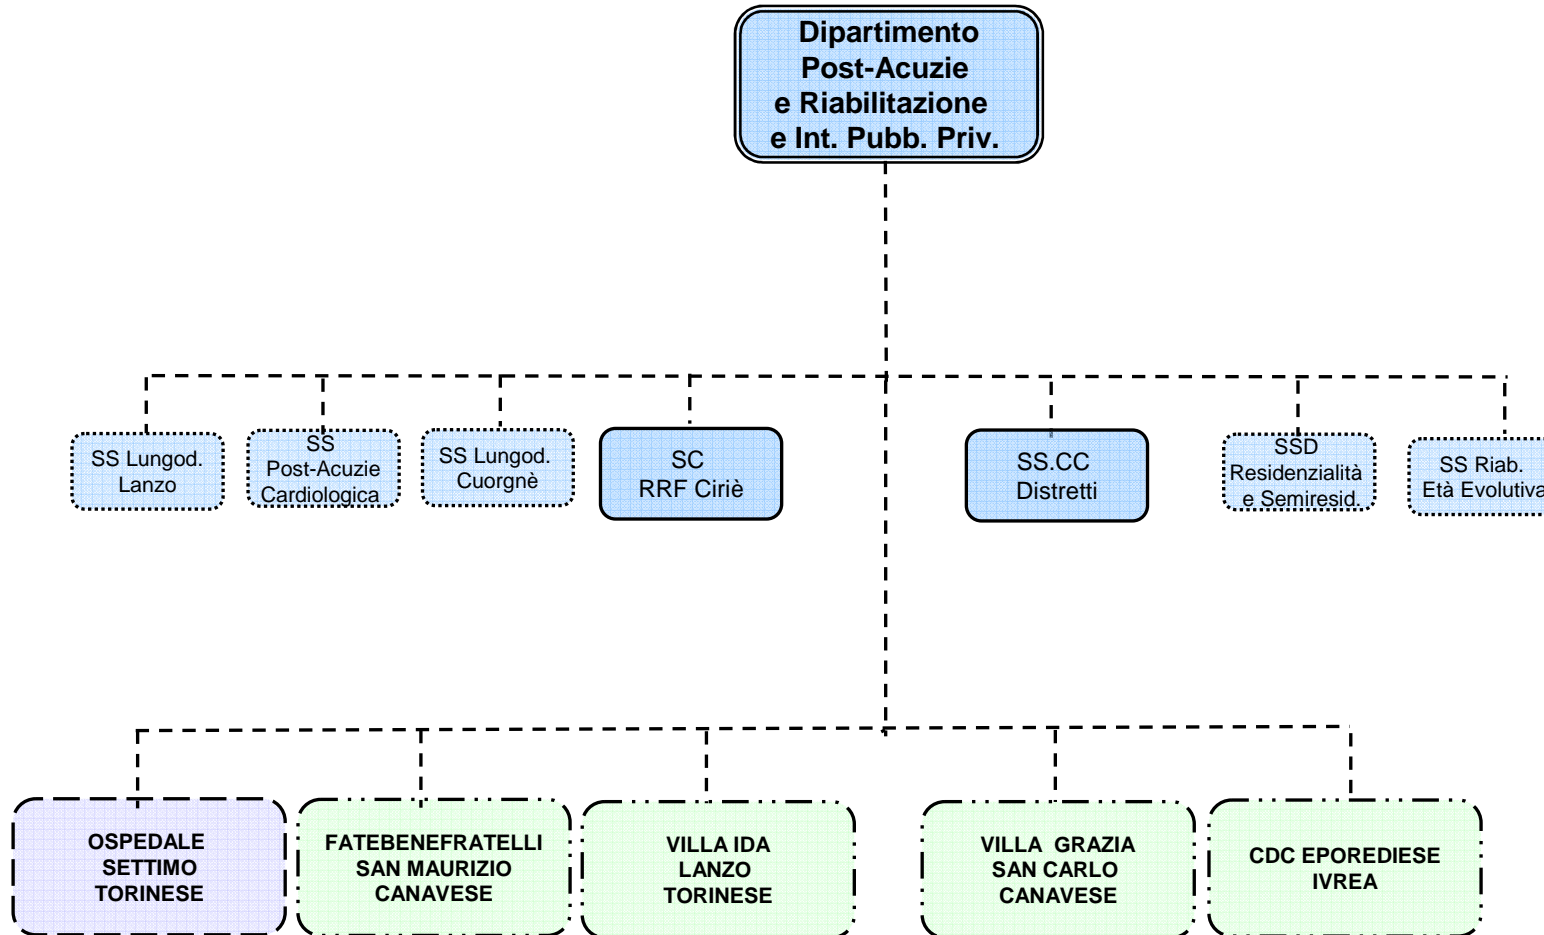 Dipartimento
Post-Acuzie
e Riabilitazione
e Int. Pubb. Priv.
SS Lungod.
Lanzo
SS
Post-Acuzie
Cardiologica
SS Lungod.
Cuorgnè
SC
RRF Ciriè
SS.CC
Distretti
SSD
Residenzialità
e Semiresid.
SS Riab.
Età Evolutiva
OSPEDALE
SETTIMO
TORINESE
FATEBENEFRATELLI
SAN MAURIZIO
CANAVESE
VILLA IDA
LANZO
TORINESE
VILLA GRAZIA
SAN CARLO
CANAVESE
CDC EPOREDIESE
IVREA